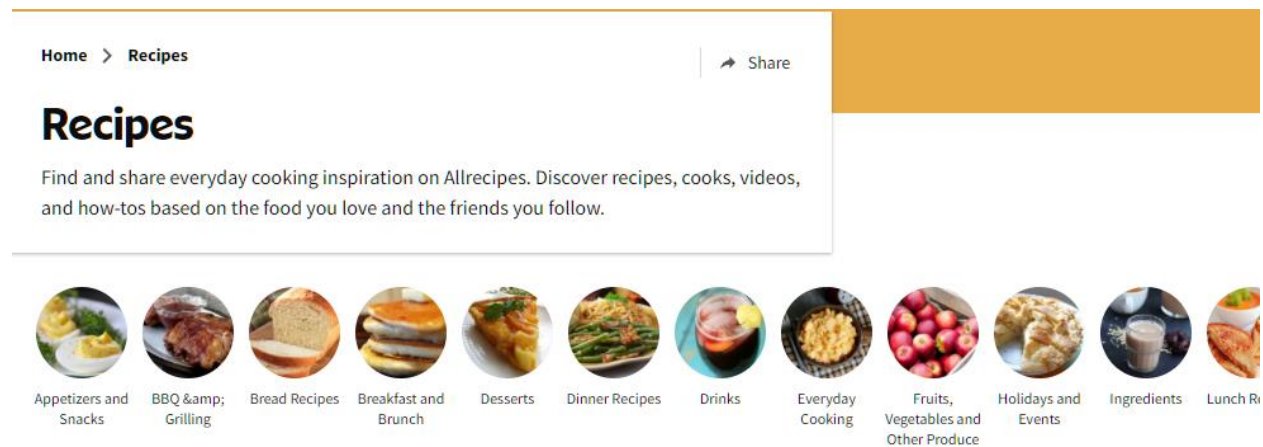 Home > Recipes
Share
Recipes
Find and share everyday cooking inspiration on Allrecipes. Discover recipes, cooks, videos,
and how-tos based on the food you love and the friends you follow.
Appetizers and
Snacks
BBQ &amp;
Grilling
Bread Recipes
Breakfast and
Brunch
Desserts
Dinner Recipes
Drinks
Everyday
Cooking
Fruits,
Vegetables and
Other Produce
Holidays and
Events
Ingredients
Lunch